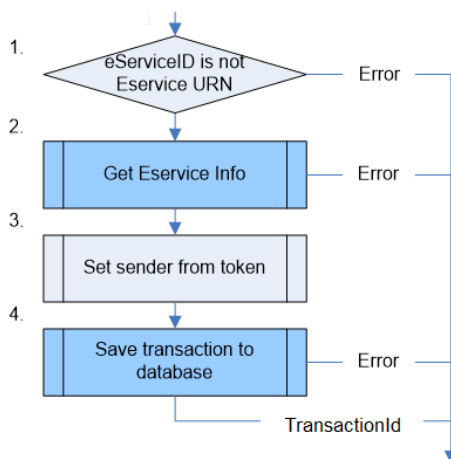 1.
eServiceID is not
Eservice URN
Error
2.
Get Eservice Info
Error
3.
Set sender from token
4.
Save transaction to
database
Error
TransactionId